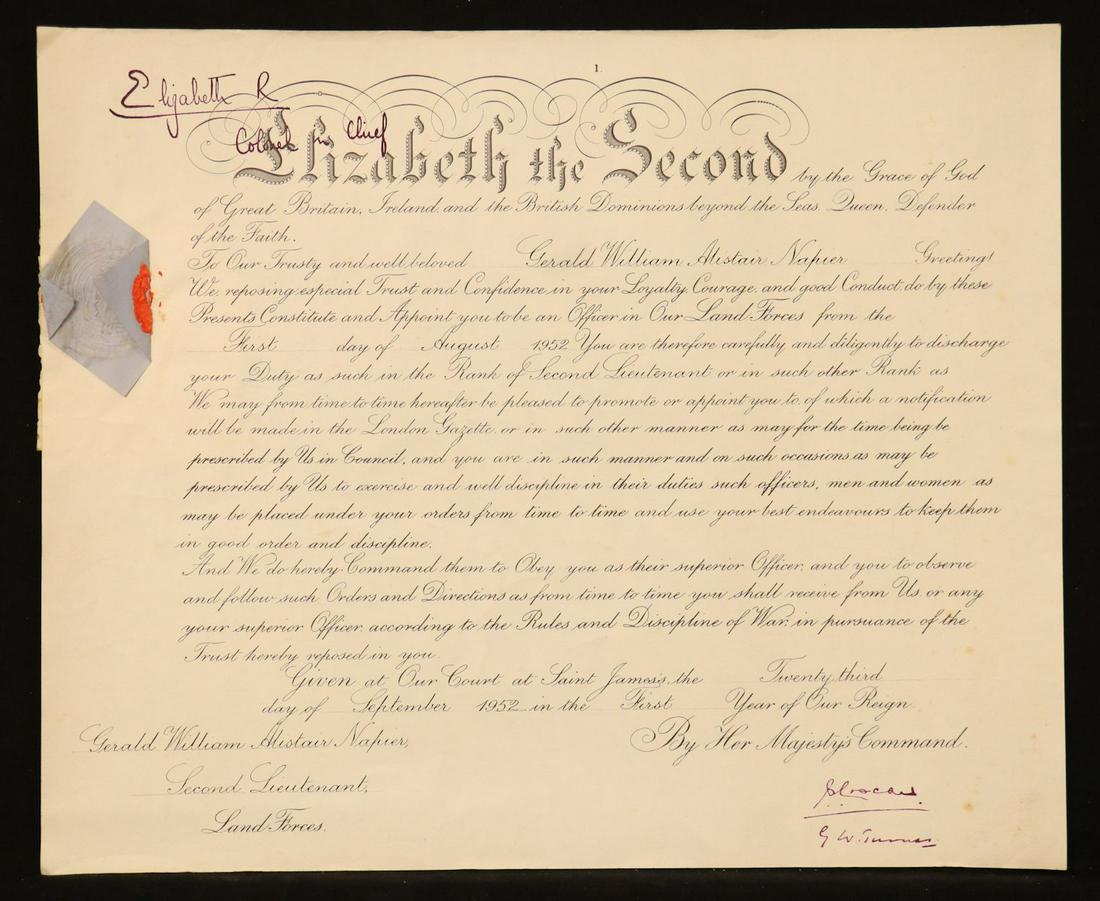 1.
Elizabeth R
Colonel in Chief
Elizabeth the Second by the Grace of God
of Great Britain, Ireland and the British Dominions beyond the Seas, Queen, Defender
of the Faith.
To Our Trusty and well beloved Gerald William Alistair Napier Greeting!
We, reposing especial Trust and Confidence in your Loyalty, Courage, and good Conduct, do by these
Presents Constitute and Appoint you to be an Officer in Our Land Forces from the
First day of August 1952. You are therefore carefully and diligently to discharge
your Duty as such in the Rank of Second Lieutenant or in such other Rank as
We may from time to time hereafter be pleased to promote or appoint you to, of which a notification
will be made in the London Gazette, or in such other manner as may for the time being be
prescribed by Us in Council, and you are in such manner and on such occasions as may be
prescribed by Us to exercise and well discipline in their duties such officers, men and women as
may be placed under your orders from time to time and use your best endeavours to keep them
in good order and discipline.
And We do hereby Command them to Obey you as their superior Officer, and you to observe
and follow such Orders and Directions as from time to time you shall receive from Us, or any
your superior Officer, according to the Rules and Discipline of War, in pursuance of the
Trust hereby reposed in you.
Given at Our Court at Saint James's, the Twenty third
day of September 1952 in the First Year of Our Reign.
By Her Majesty's Command.
Gerald William Alistair Napier,
Second Lieutenant,
Land Forces.
G W. Turner